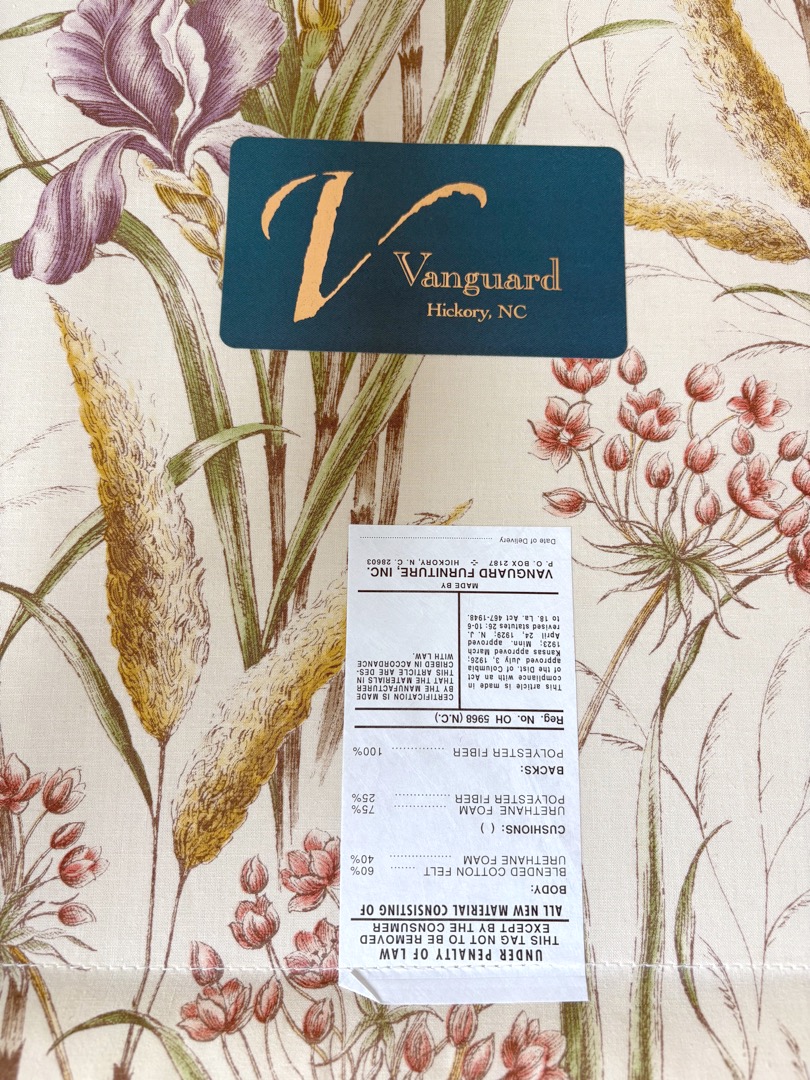 V
Vanguard
Hickory, NC
UNDER PENALTY OF LAW
THIS TAG NOT TO BE REMOVED
EXCEPT BY THE CONSUMER
ALL NEW MATERIAL CONSISTING OF
BODY:
BLENDED COTTON FELT ....... 60%
URETHANE FOAM ............... 40%
CUSHIONS: ( )
URETHANE FOAM ............... 75%
POLYESTER FIBER ............... 25%
BACKS:
POLYESTER FIBER ............... 100%
Reg. No. OH 5968 (N.C.)
This article is made in
compliance with an Act
of the Dist. of Columbia
approved July 3, 1926;
Kansas approved March
1923; Minn. approved
April 24, 1929; N. J.
revised statutes 26: 10-6
to 18. La. Act 467-1948.
CERTIFICATION IS MADE
BY THE MANUFACTURER
THAT THE MATERIALS IN
THIS ARTICLE ARE DES-
CRIBED IN ACCORDANCE
WITH LAW.
MADE BY
VANGUARD FURNITURE, INC.
P. O. BOX 2187 HICKORY, N. C. 28603
Date of Delivery